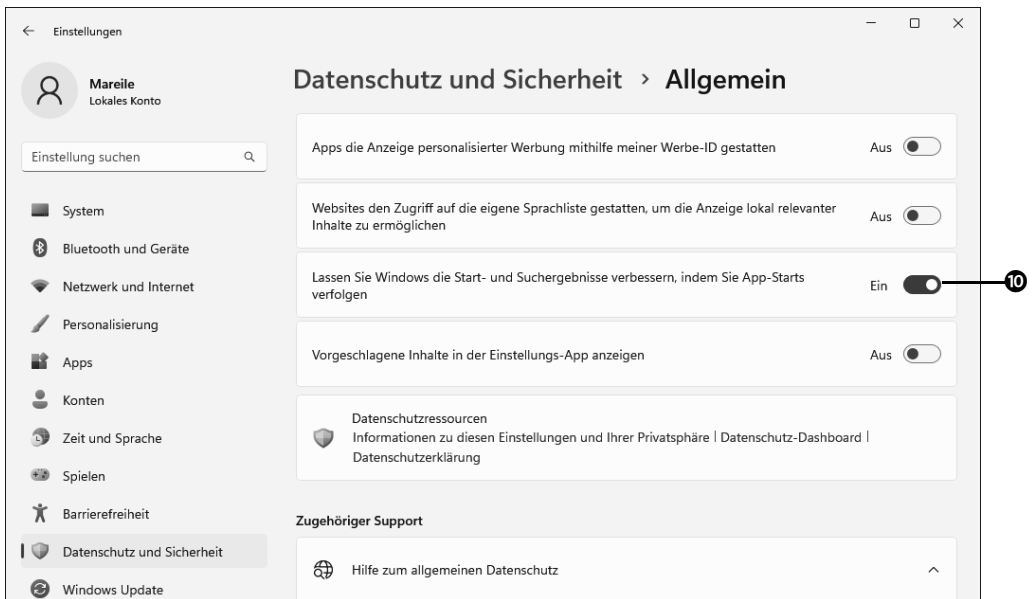 Einstellungen
Mareile
Lokales Konto
Einstellung suchen
System
Bluetooth und Geräte
Netzwerk und Internet
Personalisierung
Apps
Konten
Zeit und Sprache
Spielen
Barrierefreiheit
Datenschutz und Sicherheit
Windows Update
Datenschutz und Sicherheit › Allgemein
Apps die Anzeige personalisierter Werbung mithilfe meiner Werbe-ID gestatten
Aus
Websites den Zugriff auf die eigene Sprachliste gestatten, um die Anzeige lokal relevanter
Inhalte zu ermöglichen
Aus
Lassen Sie Windows die Start- und Suchergebnisse verbessern, indem Sie App-Starts
verfolgen
Ein
10
Vorgeschlagene Inhalte in der Einstellungs-App anzeigen
Aus
Datenschutzressourcen
Informationen zu diesen Einstellungen und Ihrer Privatsphäre | Datenschutz-Dashboard |
Datenschutzerklärung
Zugehöriger Support
Hilfe zum allgemeinen Datenschutz